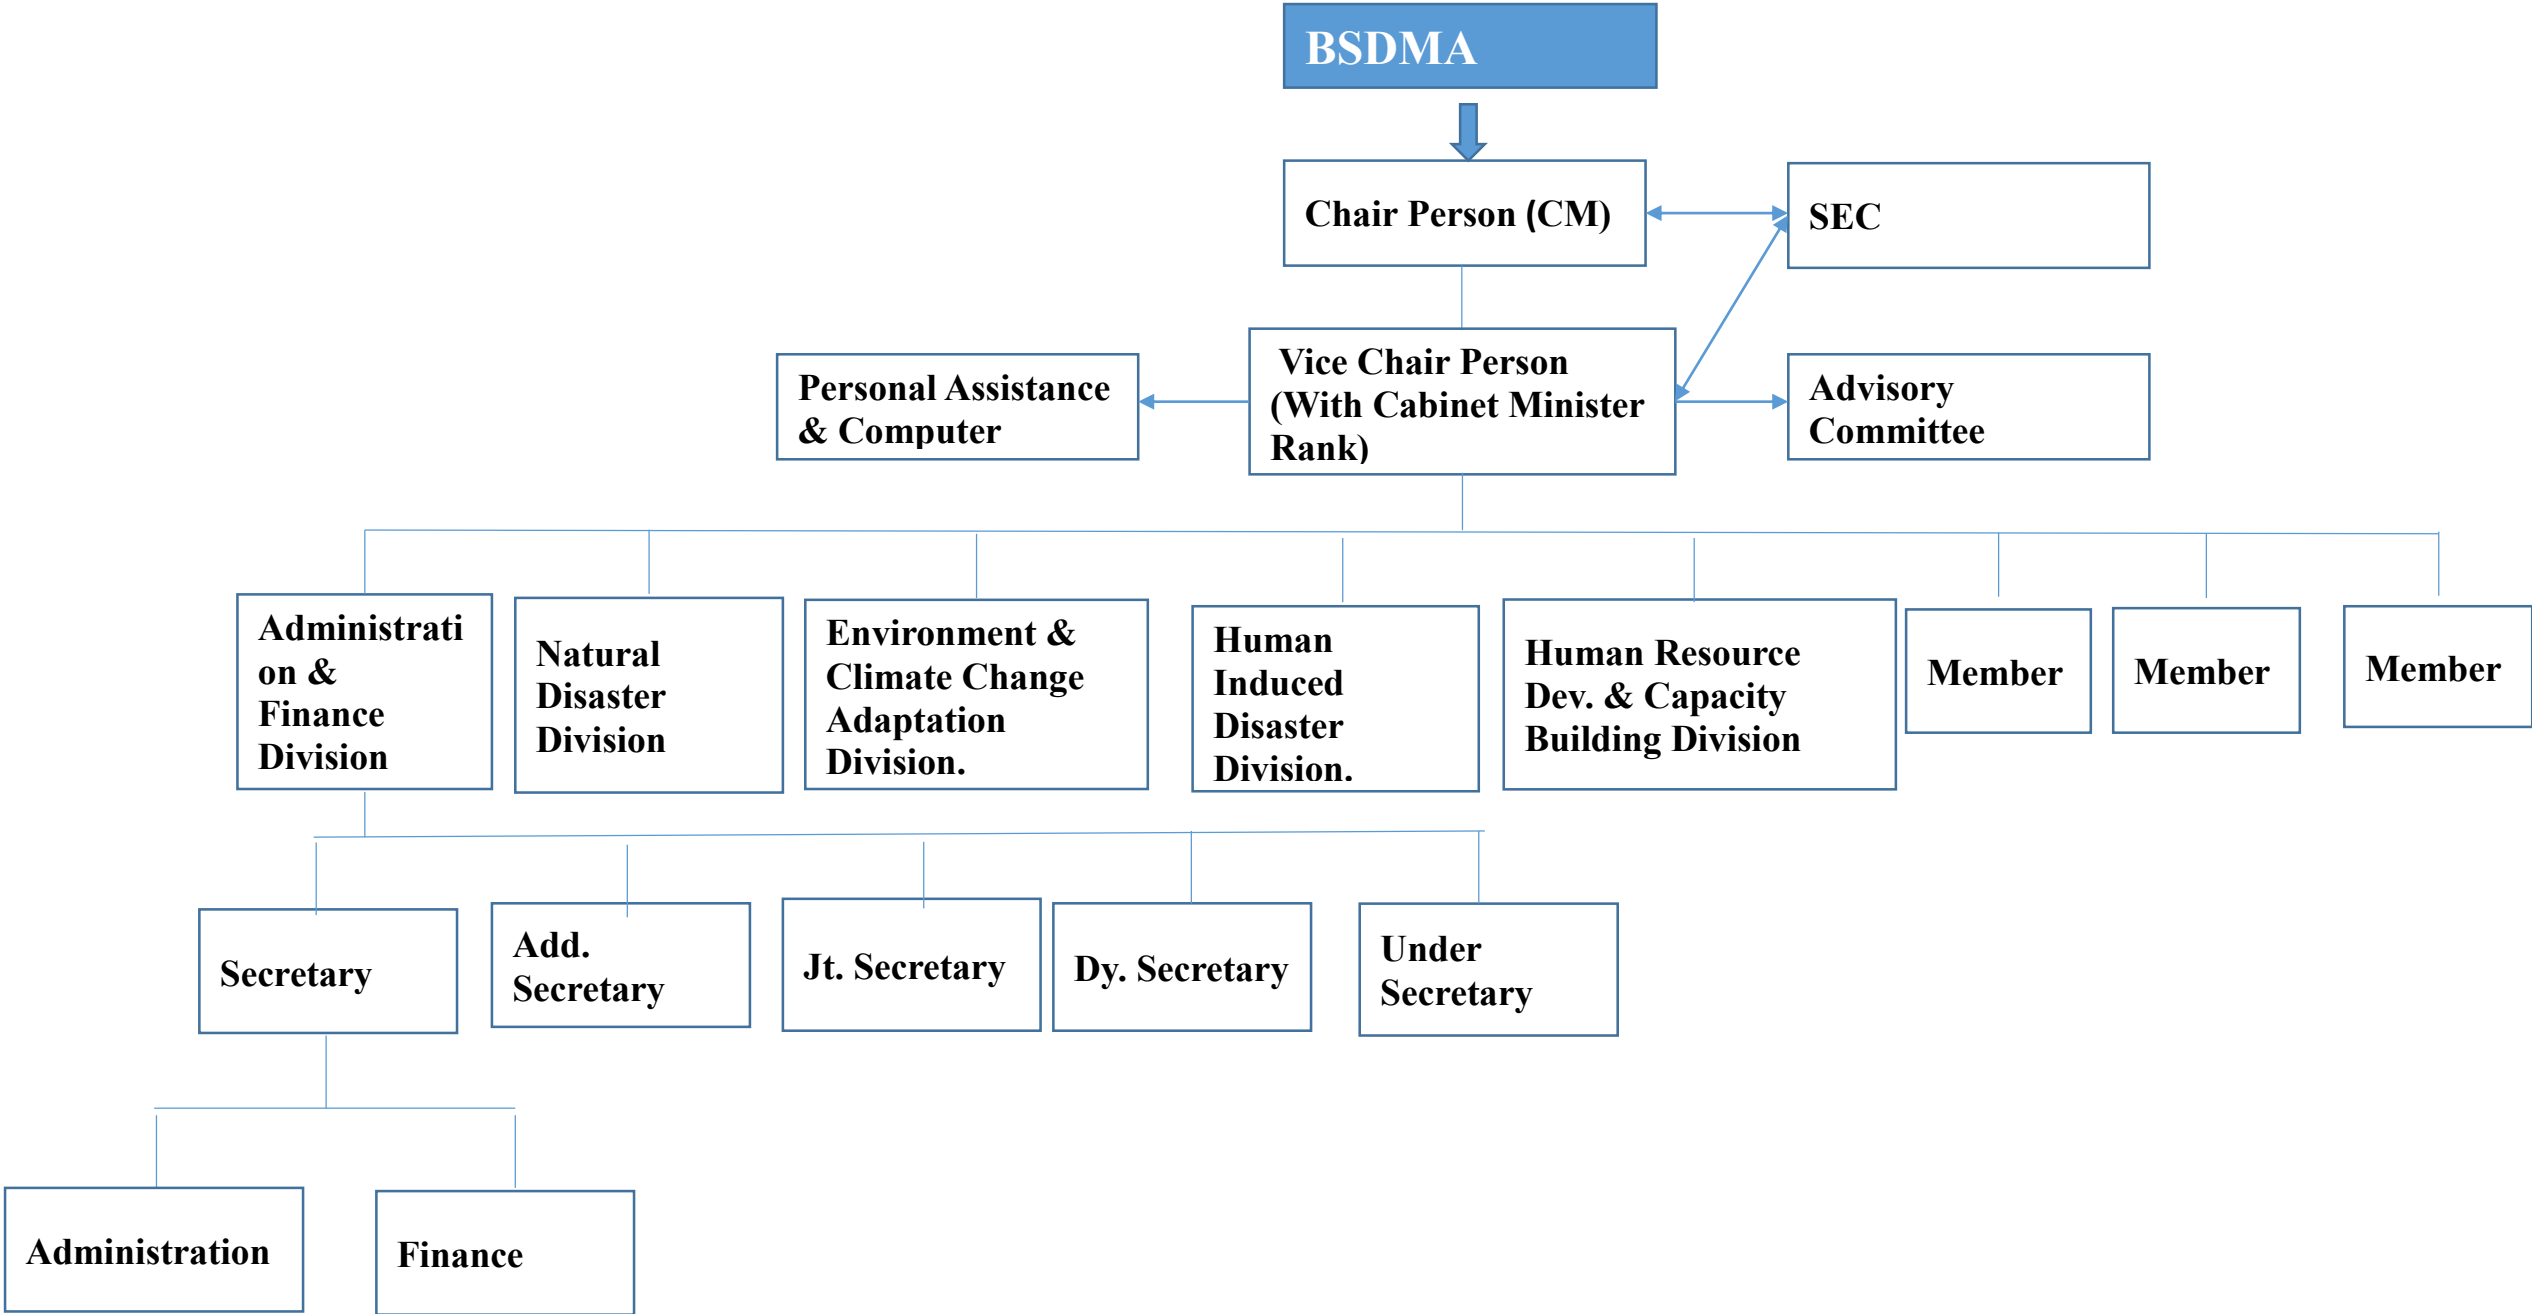 BSDMA
Chair Person (CM)
SEC
Personal Assistance
& Computer
Vice Chair Person
(With Cabinet Minister
Rank)
Advisory
Committee
Administrati
on &
Finance
Division
Natural
Disaster
Division
Environment &
Climate Change
Adaptation
Division.
Human
Induced
Disaster
Division.
Human Resource
Dev. & Capacity
Building Division
Member
Member
Member
Secretary
Add.
Secretary
Jt. Secretary
Dy. Secretary
Under
Secretary
Administration
Finance